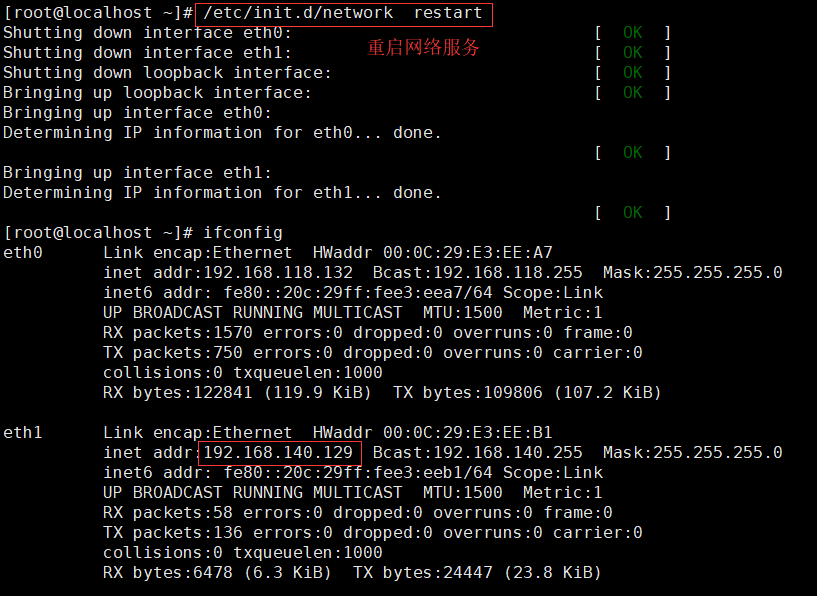 [root@localhost ~]# /etc/init.d/network  restart
Shutting down interface eth0:                              [  OK  ]
重启网络服务
Shutting down interface eth1:                              [  OK  ]
Shutting down loopback interface:                          [  OK  ]
Bringing up loopback interface:                            [  OK  ]
Bringing up interface eth0:
Determining IP information for eth0... done.
                                                           [  OK  ]
Bringing up interface eth1:
Determining IP information for eth1... done.
                                                           [  OK  ]
[root@localhost ~]# ifconfig
eth0      Link encap:Ethernet  HWaddr 00:0C:29:E3:EE:A7
          inet addr:192.168.118.132  Bcast:192.168.118.255  Mask:255.255.255.0
          inet6 addr: fe80::20c:29ff:fee3:eea7/64 Scope:Link
          UP BROADCAST RUNNING MULTICAST  MTU:1500  Metric:1
          RX packets:1570 errors:0 dropped:0 overruns:0 frame:0
          TX packets:750 errors:0 dropped:0 overruns:0 carrier:0
          collisions:0 txqueuelen:1000
          RX bytes:122841 (119.9 KiB)  TX bytes:109806 (107.2 KiB)
eth1      Link encap:Ethernet  HWaddr 00:0C:29:E3:EE:B1
          inet addr:192.168.140.129  Bcast:192.168.140.255  Mask:255.255.255.0
          inet6 addr: fe80::20c:29ff:fee3:eeb1/64 Scope:Link
          UP BROADCAST RUNNING MULTICAST  MTU:1500  Metric:1
          RX packets:58 errors:0 dropped:0 overruns:0 frame:0
          TX packets:136 errors:0 dropped:0 overruns:0 carrier:0
          collisions:0 txqueuelen:1000
          RX bytes:6478 (6.3 KiB)  TX bytes:24447 (23.8 KiB)